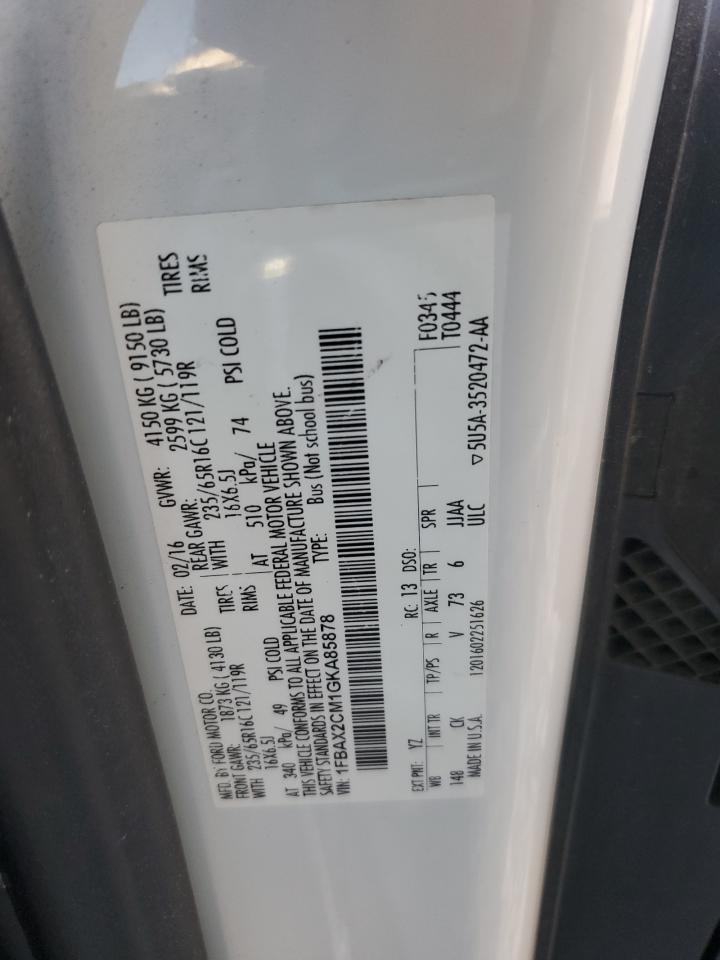 MFD. BY FORD MOTOR CO.
DATE: 02/16 GVWR: 4150 KG ( 9150 LB)
FRONT GAWR: 1873 KG ( 4130 LB) REAR GAWR: 2599 KG ( 5730 LB)
WITH 235/65R16C 121/119R TIRES WITH 235/65R16C 121/119R TIRES
16X6.5J RIMS 16X6.5J RIMS
AT 340 kPa/ 49 PSI COLD AT 510 kPa/ 74 PSI COLD
THIS VEHICLE CONFORMS TO ALL APPLICABLE FEDERAL MOTOR VEHICLE
SAFETY STANDARDS IN EFFECT ON THE DATE OF MANUFACTURE SHOWN ABOVE.
VIN: 1FBAX2CM1GKA85878 TYPE: Bus (Not school bus)
EXT PNT: YZ RC: 13 DSO: F0345
WB INT TR TP/PS R AXLE TR SPR T0444
148 CK V 73 6 JJAA
MADE IN U.S.A. 1201602251626 ULC ▽5U5A-3520472-AA